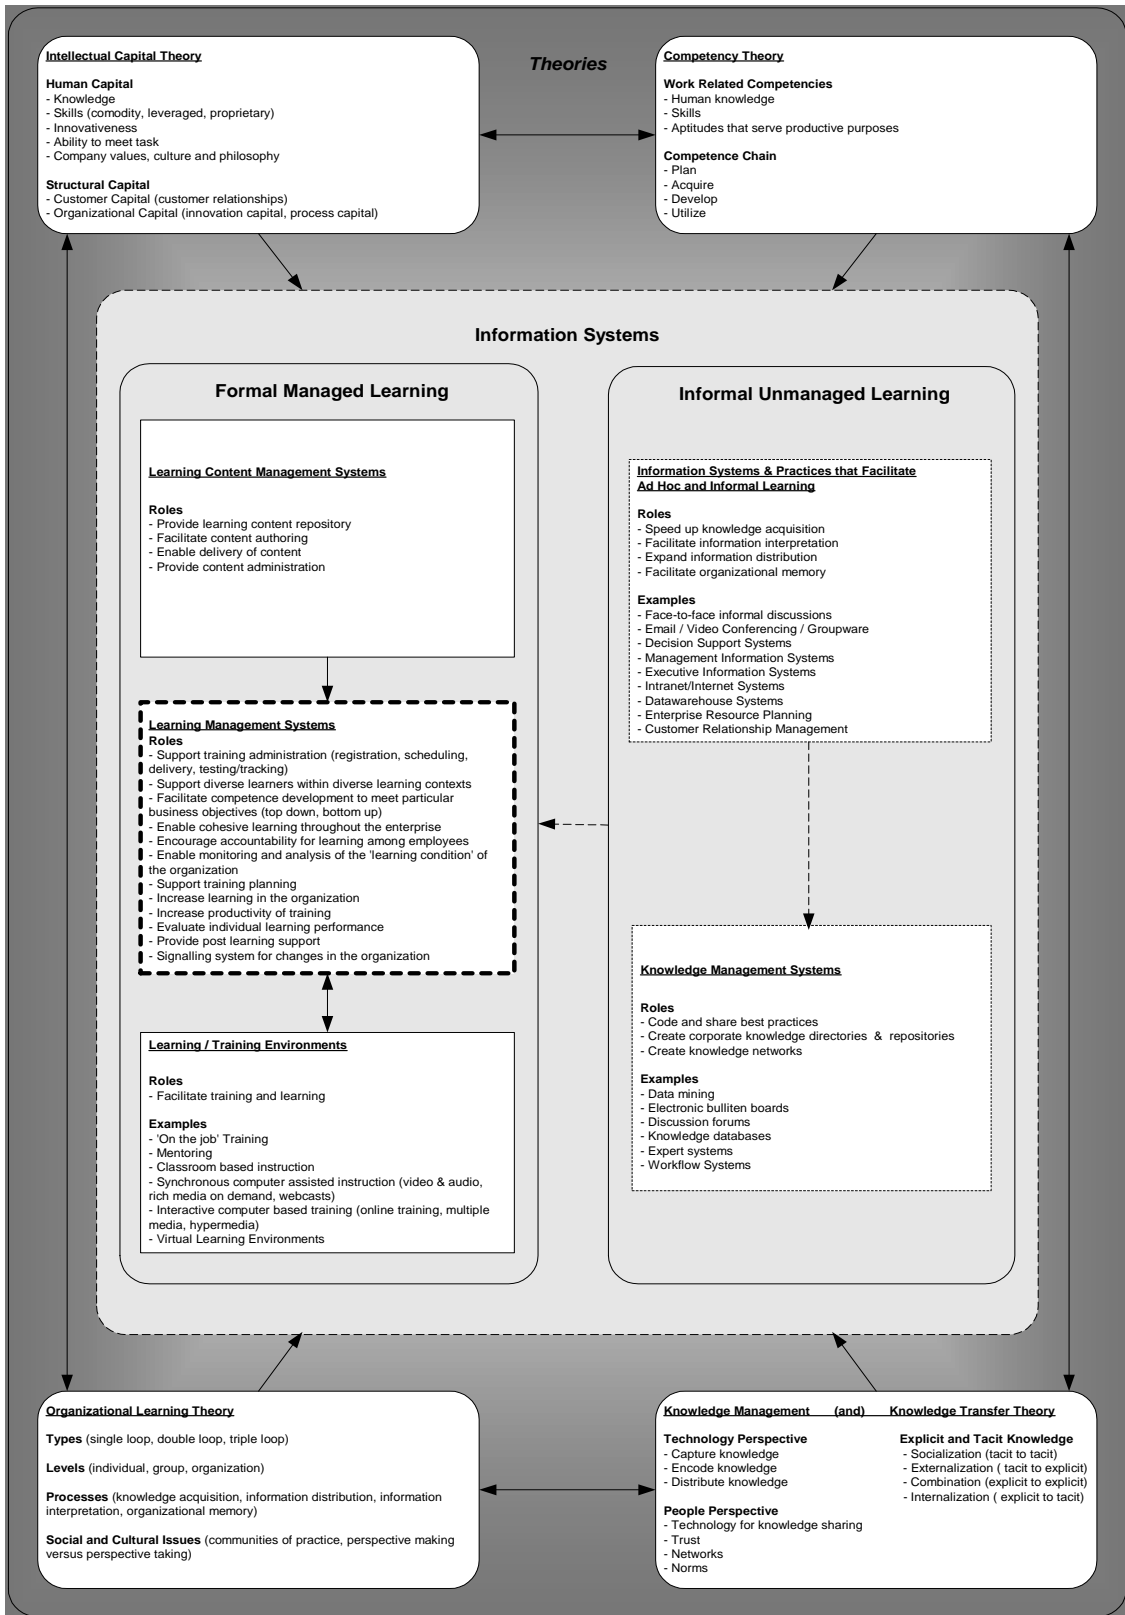 Theories
Intellectual Capital Theory
Human Capital
- Knowledge
- Skills (comodity, leveraged, proprietary)
- Innovativeness
- Ability to meet task
- Company values, culture and philosophy
Structural Capital
- Customer Capital (customer relationships)
- Organizational Capital (innovation capital, process capital)
Competency Theory
Work Related Competencies
- Human knowledge
- Skills
- Aptitudes that serve productive purposes
Competence Chain
- Plan
- Acquire
- Develop
- Utilize
Information Systems
Formal Managed Learning
Learning Content Management Systems
Roles
- Provide learning content repository
- Facilitate content authoring
- Enable delivery of content
- Provide content administration
Learning Management Systems
Roles
- Support training administration (registration, scheduling,
delivery, testing/tracking)
- Support diverse learners within diverse learning contexts
- Facilitate competence development to meet particular
business objectives (top down, bottom up)
- Enable cohesive learning throughout the enterprise
- Encourage accountability for learning among employees
- Enable monitoring and analysis of the 'learning condition' of
the organization
- Support training planning
- Increase learning in the organization
- Increase productivity of training
- Evaluate individual learning performance
- Provide post learning support
- Signalling system for changes in the organization
Learning / Training Environments
Roles
- Facilitate training and learning
Examples
- 'On the job' Training
- Mentoring
- Classroom based instruction
- Synchronous computer assisted instruction (video & audio,
rich media on demand, webcasts)
- Interactive computer based training (online training, multiple
media, hypermedia)
- Virtual Learning Environments
Informal Unmanaged Learning
Information Systems & Practices that Facilitate
Ad Hoc and Informal Learning
Roles
- Speed up knowledge acquisition
- Facilitate information interpretation
- Expand information distribution
- Facilitate organizational memory
Examples
- Face-to-face informal discussions
- Email / Video Conferencing / Groupware
- Decision Support Systems
- Management Information Systems
- Executive Information Systems
- Intranet/Internet Systems
- Datawarehouse Systems
- Enterprise Resource Planning
- Customer Relationship Management
Knowledge Management Systems
Roles
- Code and share best practices
- Create corporate knowledge directories & repositories
- Create knowledge networks
Examples
- Data mining
- Electronic bulliten boards
- Discussion forums
- Knowledge databases
- Expert systems
- Workflow Systems
Organizational Learning Theory
Types (single loop, double loop, triple loop)
Levels (individual, group, organization)
Processes (knowledge acquisition, information distribution, information
interpretation, organizational memory)
Social and Cultural Issues (communities of practice, perspective making
versus perspective taking)
Knowledge Management (and) Knowledge Transfer Theory
Technology Perspective
- Capture knowledge
- Encode knowledge
- Distribute knowledge
People Perspective
- Technology for knowledge sharing
- Trust
- Networks
- Norms
Explicit and Tacit Knowledge
- Socialization (tacit to tacit)
- Externalization ( tacit to explicit)
- Combination (explicit to explicit)
- Internalization ( explicit to tacit)